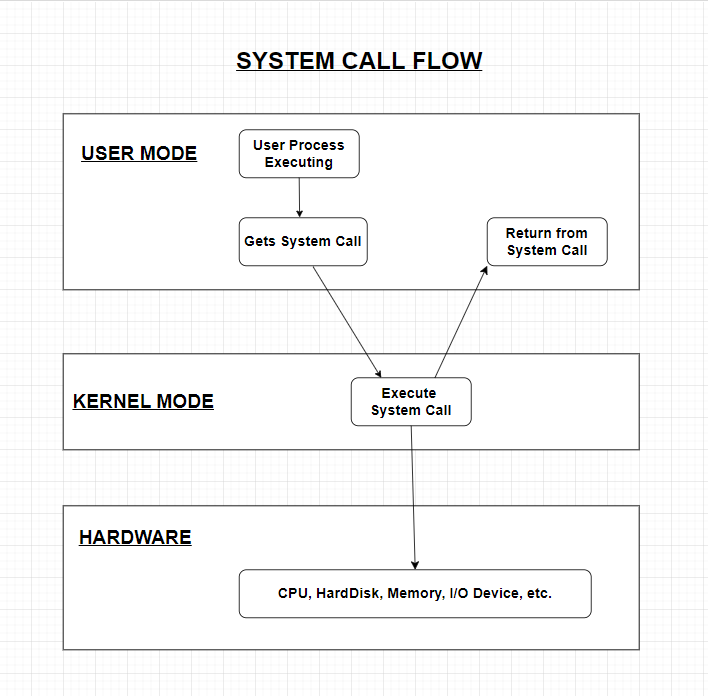 SYSTEM CALL FLOW
USER MODE
User Process
Executing
Gets System Call
Return from
System Call
KERNEL MODE
Execute
System Call
HARDWARE
CPU, HardDisk, Memory, I/O Device, etc.